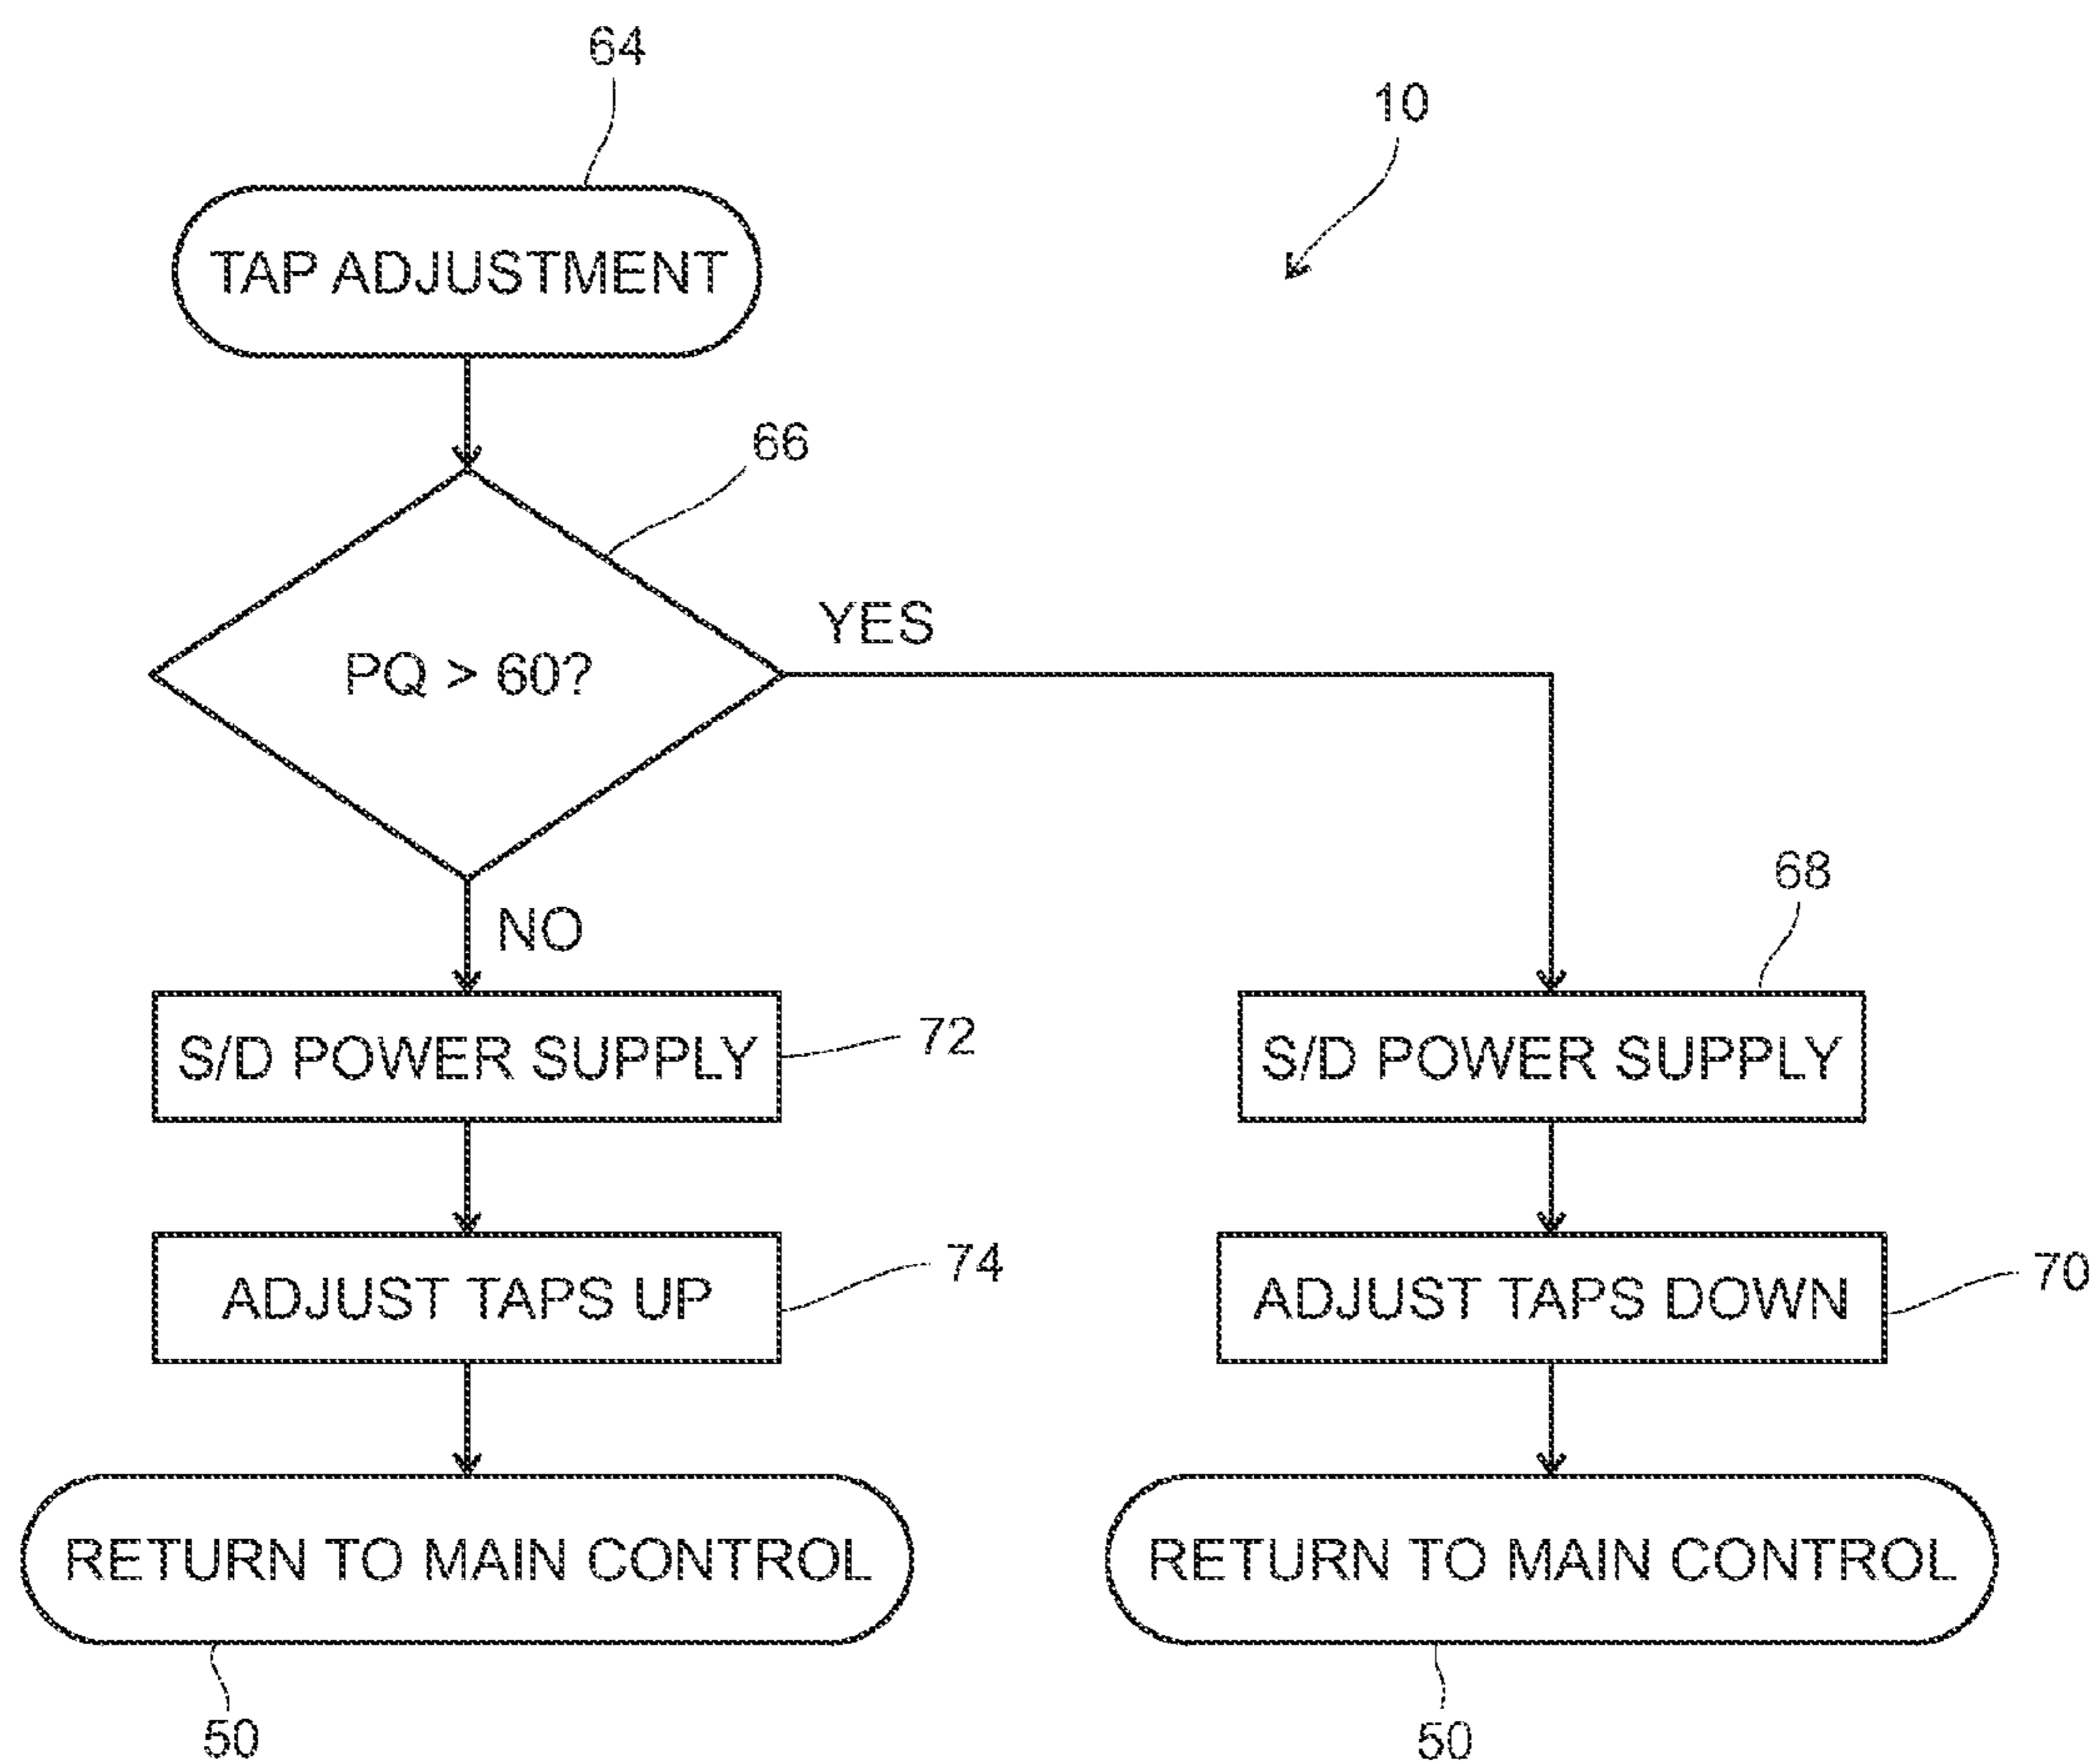 64
10
TAP ADJUSTMENT
66
PQ > 60?
YES
NO
68
S/D POWER SUPPLY
72
S/D POWER SUPPLY
ADJUST TAPS UP
74
ADJUST TAPS DOWN
70
RETURN TO MAIN CONTROL
RETURN TO MAIN CONTROL
50
50